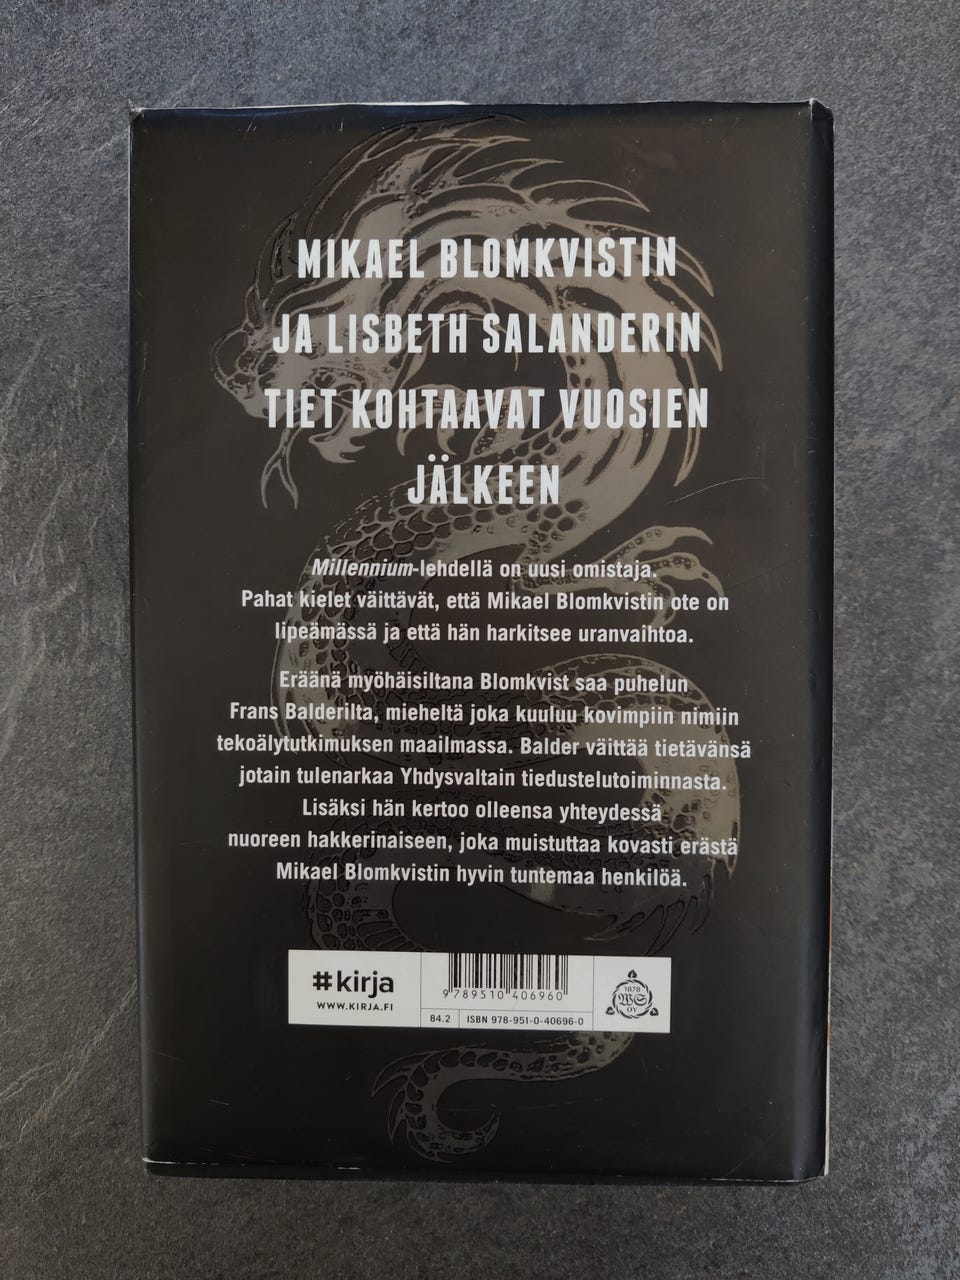 MIKAEL BLOMKVISTIN
JA LISBETH SALANDERIN
TIET KOHTAAVAT VUOSIEN
JÄLKEEN
Millennium-lehdellä on uusi omistaja.
Pahat kielet väittävät, että Mikael Blomkvistin ote on
lipeämässä ja että hän harkitsee uranvaihtoa.
Eräänä myöhäisiltana Blomkvist saa puhelun
Frans Balderilta, mieheltä joka kuuluu kovimpiin nimiin
tekoälytutkimuksen maailmassa. Balder väittää tietävänsä
jotain tulenarkaa Yhdysvaltain tiedustelutoiminnasta.
Lisäksi hän kertoo olleensa yhteydessä
nuoreen hakkerinaiseen, joka muistuttaa kovasti erästä
Mikael Blomkvistin hyvin tuntemaa henkilöä.
#kirja
WWW.KIRJA.FI
9 789510 406960
84.2
ISBN 978-951-0-40696-0
1878
WS
OY